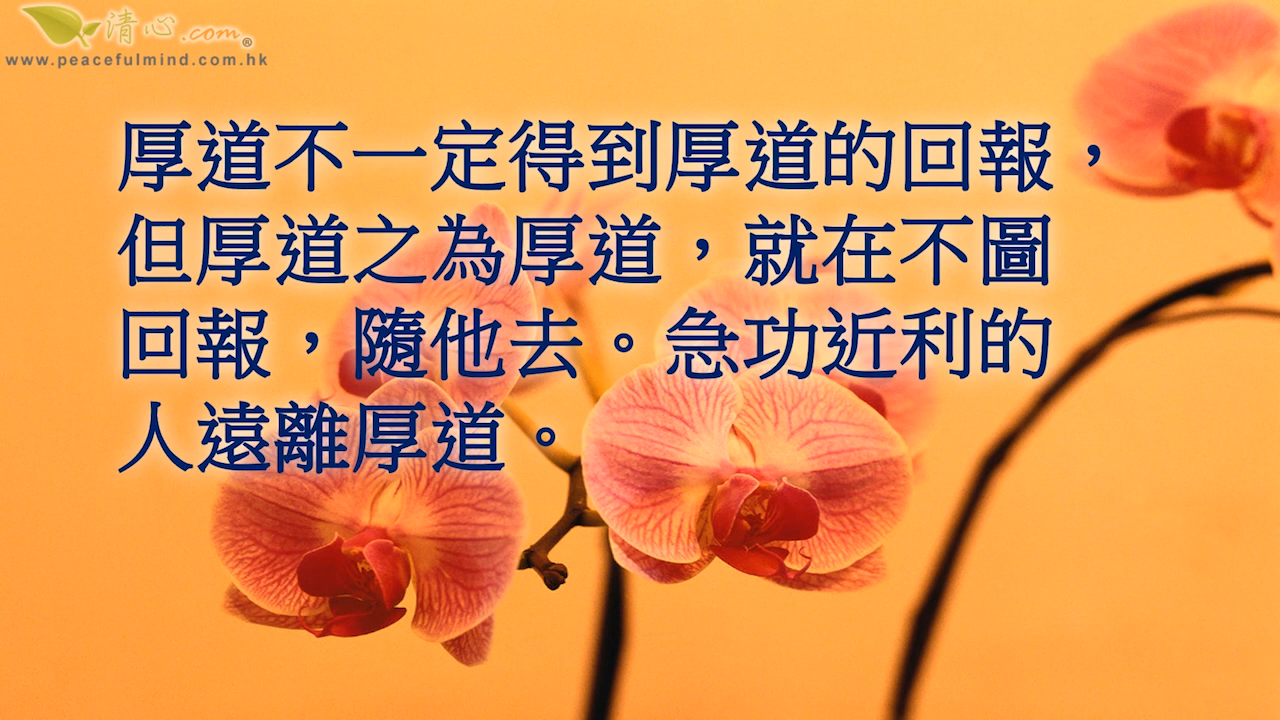 清心.com®
www.peacefulmind.com.hk
厚道不一定得到厚道的回報，
但厚道之為厚道，就在不圖
回報，隨他去。急功近利的
人遠離厚道。